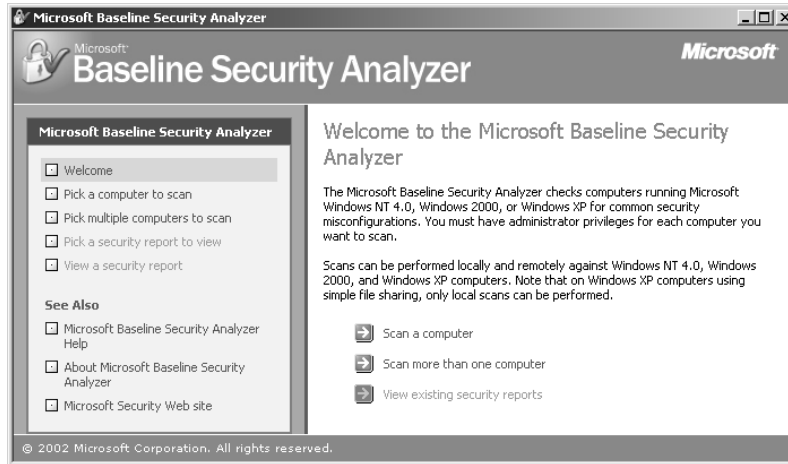 Microsoft Baseline Security Analyzer
Microsoft
Baseline Security Analyzer
Microsoft
Microsoft Baseline Security Analyzer
Welcome
Pick a computer to scan
Pick multiple computers to scan
Pick a security report to view
View a security report
See Also
Microsoft Baseline Security Analyzer
Help
About Microsoft Baseline Security
Analyzer
Microsoft Security Web site
Welcome to the Microsoft Baseline Security
Analyzer
The Microsoft Baseline Security Analyzer checks computers running Microsoft
Windows NT 4.0, Windows 2000, or Windows XP for common security
misconfigurations. You must have administrator privileges for each computer you
want to scan.
Scans can be performed locally and remotely against Windows NT 4.0, Windows
2000, and Windows XP computers. Note that on Windows XP computers using
simple file sharing, only local scans can be performed.
Scan a computer
Scan more than one computer
View existing security reports
© 2002 Microsoft Corporation. All rights reserved.